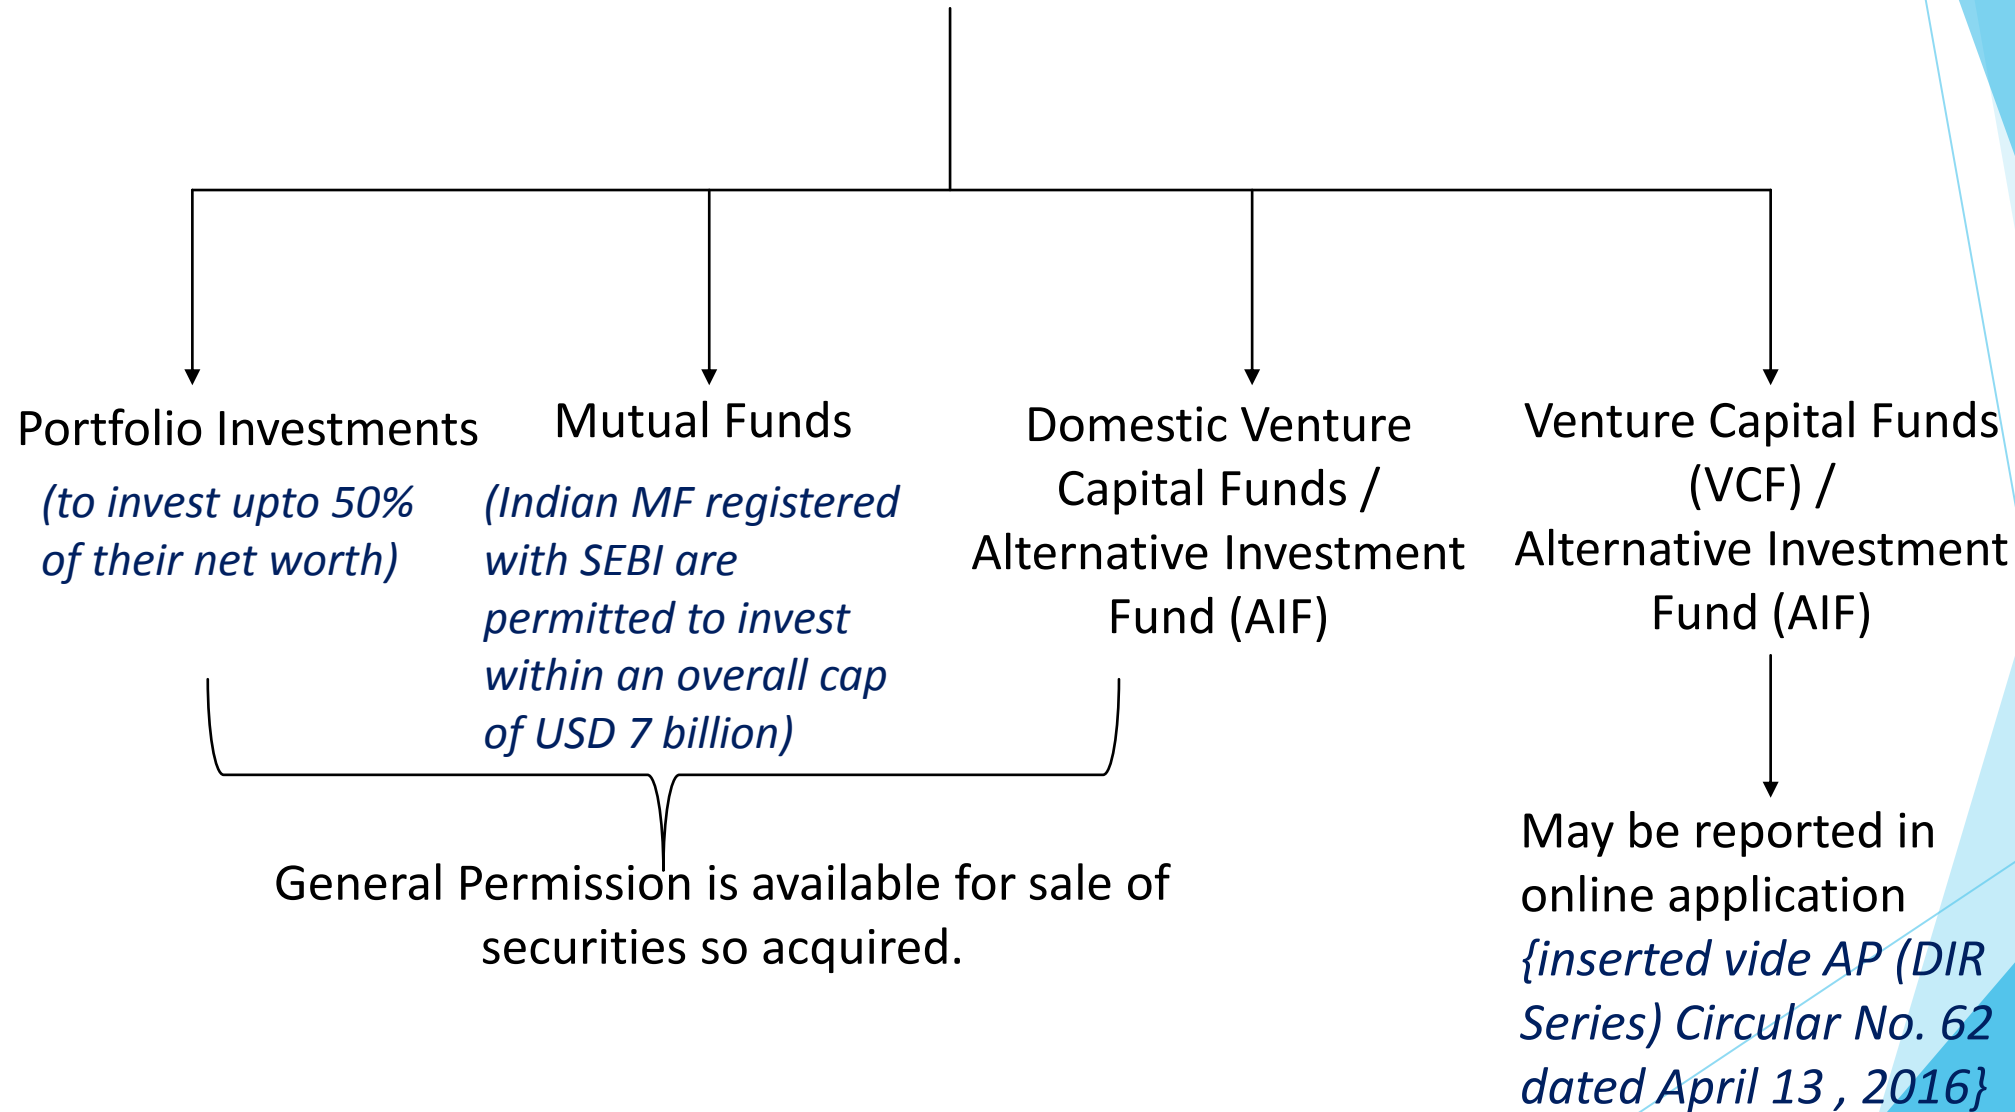 Portfolio Investments
(to invest upto 50%
of their net worth)
Mutual Funds
(Indian MF registered
with SEBI are
permitted to invest
within an overall cap
of USD 7 billion)
Domestic Venture
Capital Funds /
Alternative Investment
Fund (AIF)
Venture Capital Funds
(VCF) /
Alternative Investment
Fund (AIF)
General Permission is available for sale of
securities so acquired.
May be reported in
online application
{inserted vide AP (DIR
Series) Circular No. 62
dated April 13 , 2016}